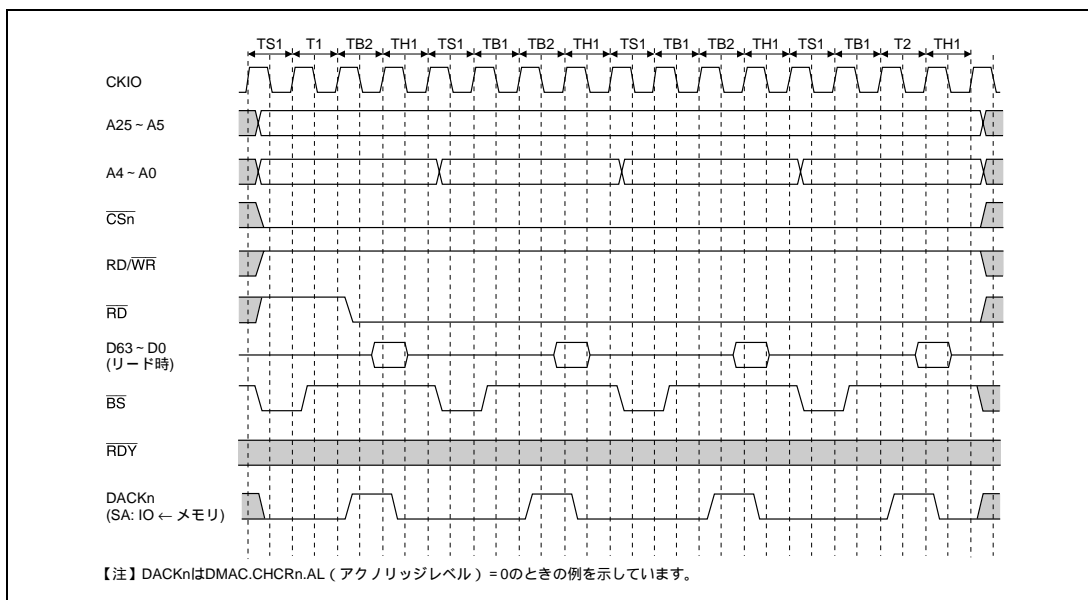 TS1 T1 TB2 TH1 TS1 TB1 TB2 TH1 TS1 TB1 TB2 TH1 TS1 TB1 T2 TH1
CKIO
A25～A5
A4～A0
CSn
RD/WR
RD
D63～D0
(リード時)
BS
RDY
DACKn
(SA: IO ← メモリ)
【注】DACKnはDMAC.CHCRn.AL（アクノリッジレベル）=0のときの例を示しています。